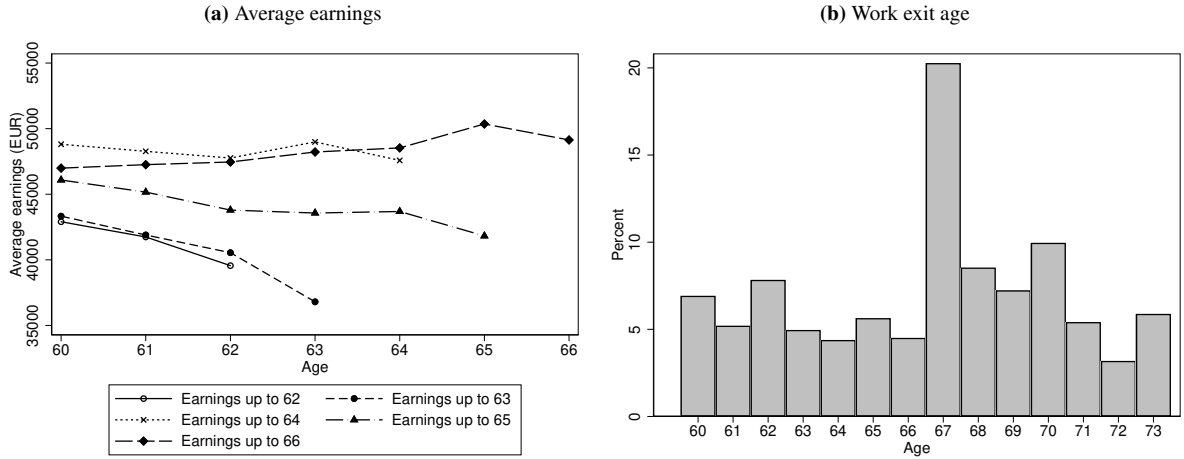 (a) Average earnings
55000
50000
45000
40000
35000
Average earnings (EUR)
60 61 62 63 64 65 66
Age
Earnings up to 62
Earnings up to 63
Earnings up to 64
Earnings up to 65
Earnings up to 66
(b) Work exit age
20
15
10
5
0
Percent
60 61 62 63 64 65 66 67 68 69 70 71 72 73
Age